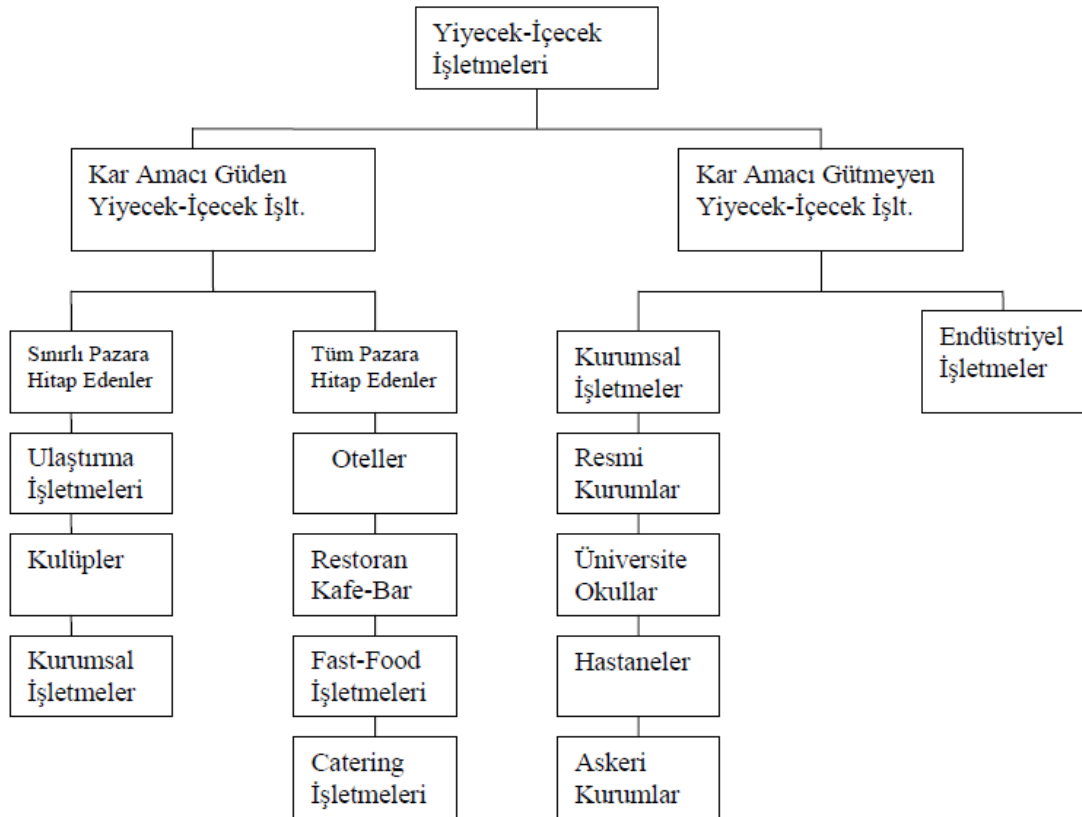 Yiyecek-İçecek
İşletmeleri
Kar Amacı Güden
Yiyecek-İçecek İşlt.
Kar Amacı Gütmeyen
Yiyecek-İçecek İşlt.
Sınırlı Pazara
Hitap Edenler
Tüm Pazara
Hitap Edenler
Kurumsal
İşletmeler
Endüstriyel
İşletmeler
Ulaştırma
İşletmeleri
Oteller
Resmi
Kurumlar
Kulüpler
Restoran
Kafe-Bar
Üniversite
Okullar
Kurumsal
İşletmeler
Fast-Food
İşletmeleri
Hastaneler
Catering
İşletmeleri
Askeri
Kurumlar